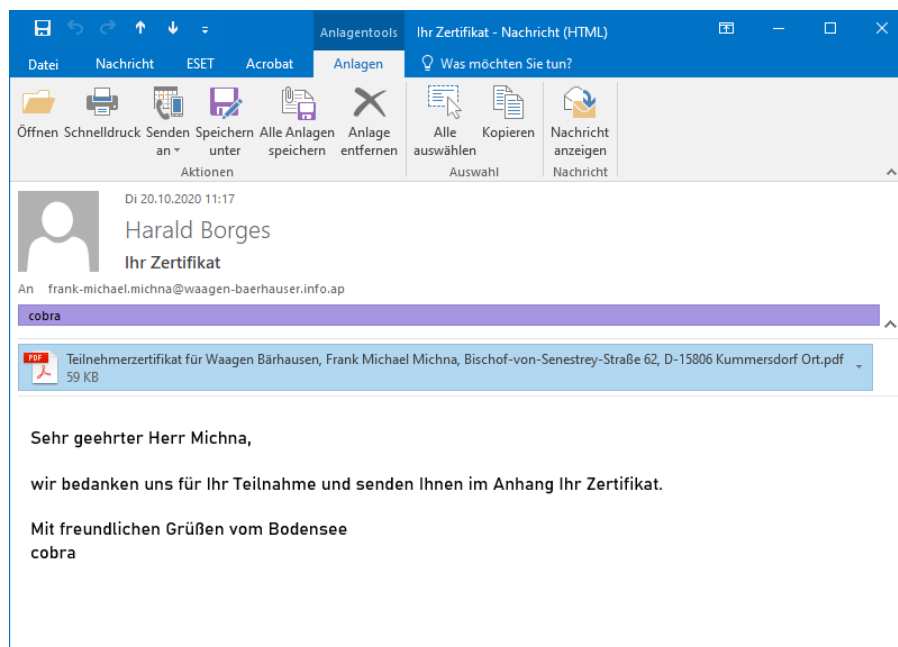 Anlagentools Ihr Zertifikat - Nachricht (HTML)
Datei Nachricht ESET Acrobat Anlagen Was möchten Sie tun?
Öffnen Schnelldruck Senden an Speichern unter Alle Anlagen speichern Anlage entfernen Alle auswählen Kopieren Nachricht anzeigen
Aktionen Auswahl Nachricht
Di 20.10.2020 11:17
Harald Borges
Ihr Zertifikat
An frank-michael.michna@waagen-baerhauser.info.ap
cobra
PDF Teilnehmerzertifikat für Waagen Bärhausen, Frank Michael Michna, Bischof-von-Senestrey-Straße 62, D-15806 Kummersdorf Ort.pdf
59 KB
Sehr geehrter Herr Michna,
wir bedanken uns für Ihr Teilnahme und senden Ihnen im Anhang Ihr Zertifikat.
Mit freundlichen Grüßen vom Bodensee
cobra